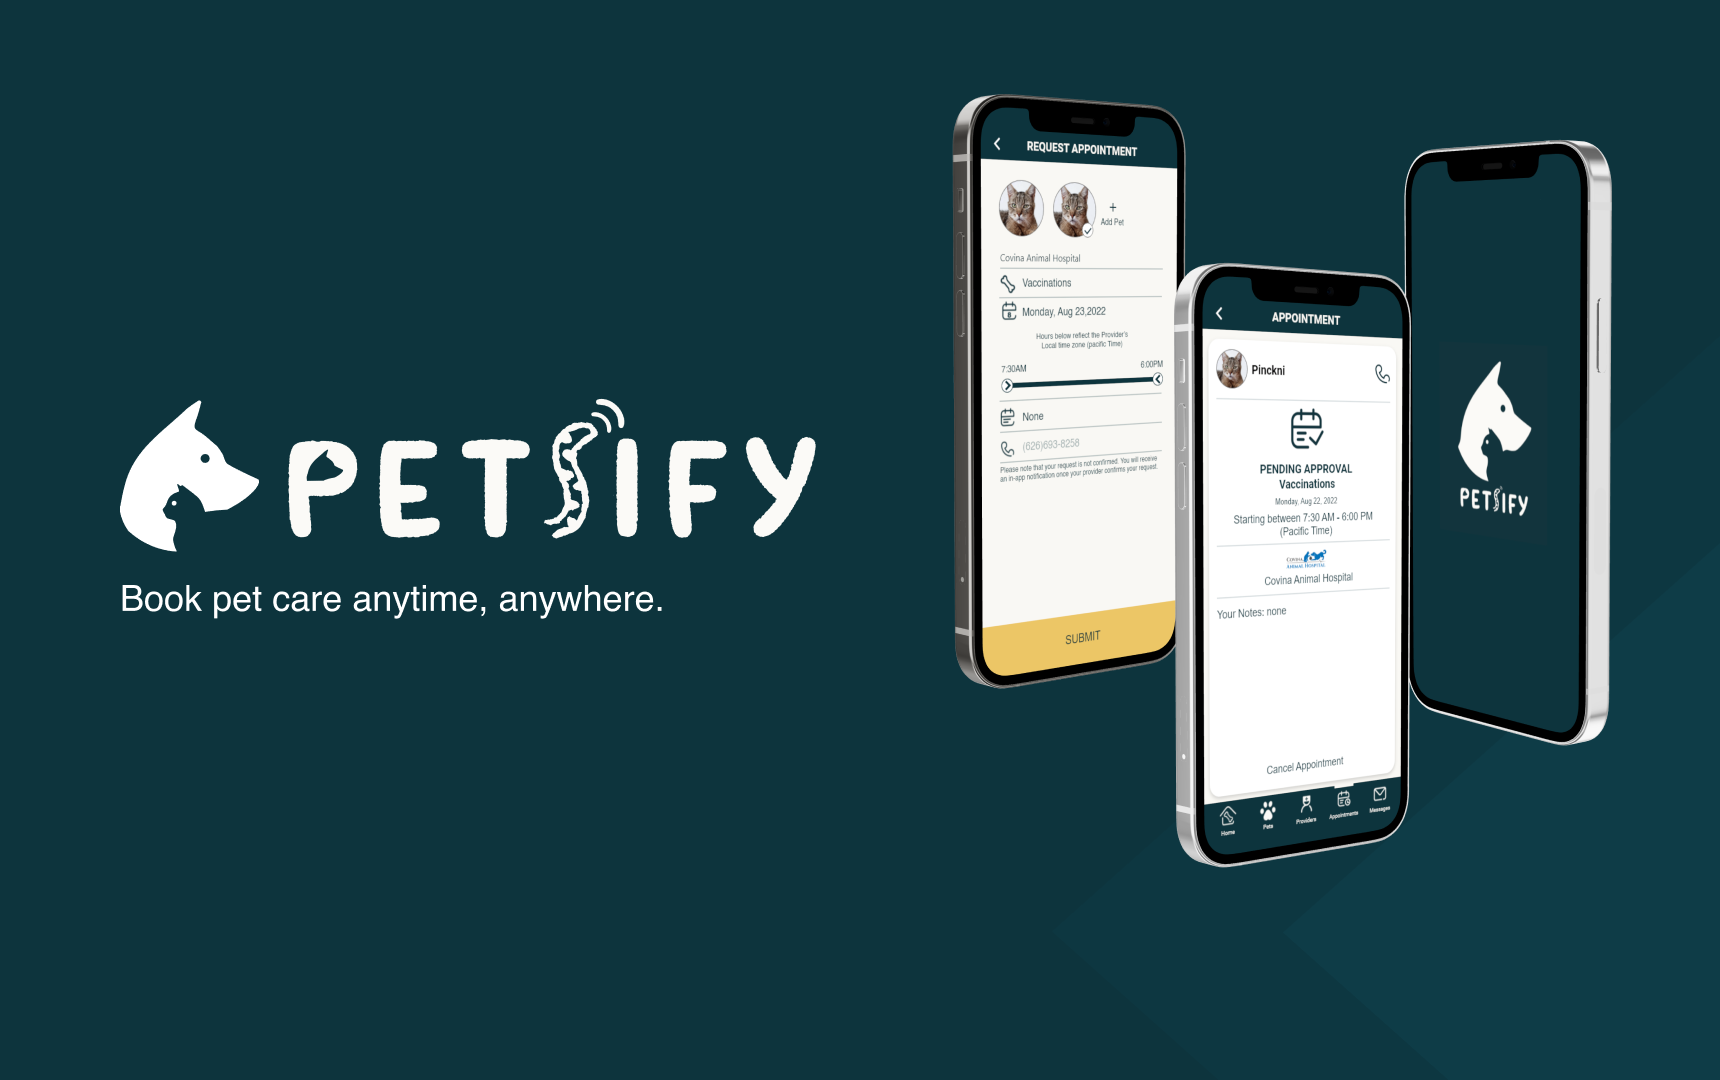 PETSIFY
Book pet care anytime, anywhere.
REQUEST APPOINTMENT
+
Add Pet
Covina Animal Hospital
Vaccinations
8
Monday, Aug 23,2022
Hours below reflect the Provider's
Local time zone (pacific Time)
7:30AM
6:00PM
None
(626)693-8258
Please note that your request is not confirmed. You will receive
an in-app notification once your provider confirms your request.
SUBMIT
APPOINTMENT
Pinckni
PENDING APPROVAL
Vaccinations
Monday, Aug 22, 2022
Starting between 7:30 AM - 6:00 PM
(Pacific Time)
COVINA
ANIMAL HOSPITAL
Covina Animal Hospital
Your Notes: none
Cancel Appointment
Home
Pets
Providers
Appointments
Messages
PETSIFY